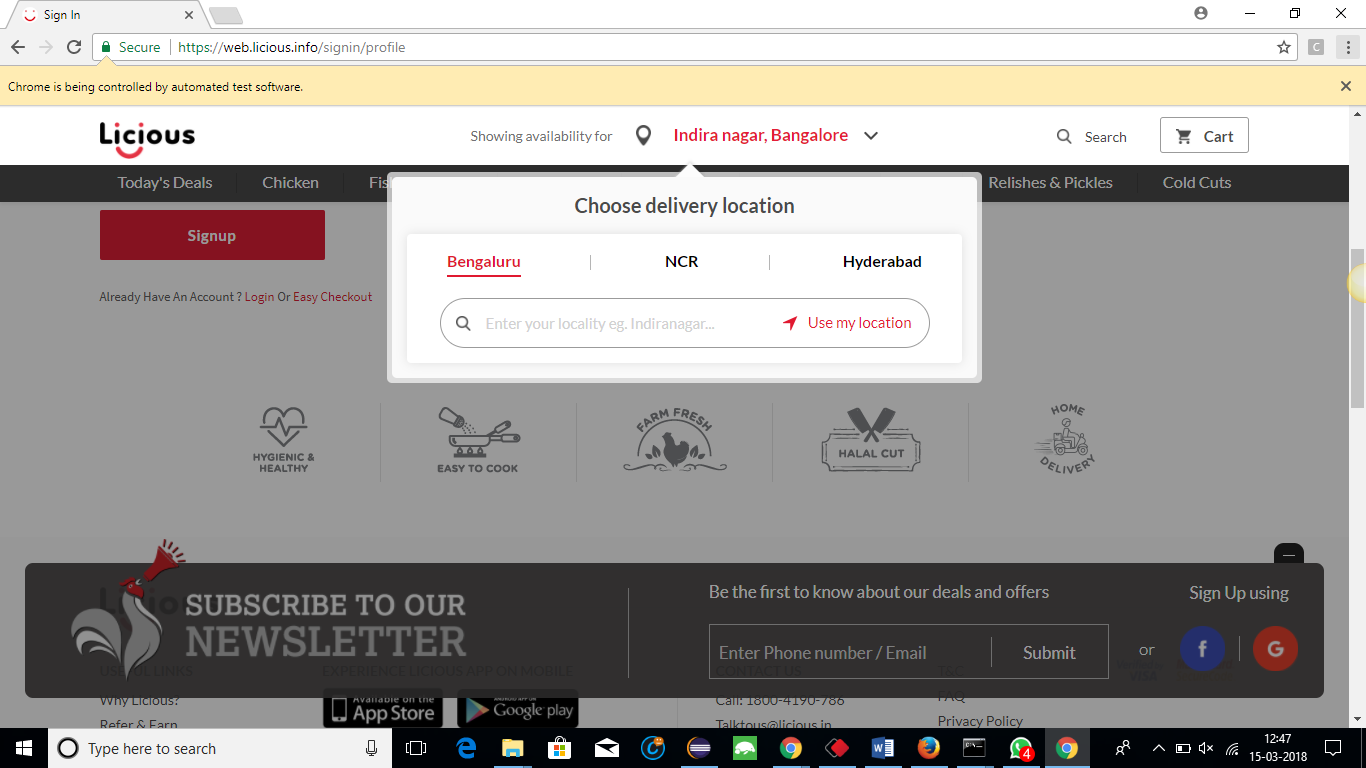 Sign In
Secure
https://web.licious.info/signin/profile
C
Chrome is being controlled by automated test software.
Licious
Showing availability for
Indira nagar, Bangalore
Search
Cart
Today's Deals
Chicken
Fis
Relishes & Pickles
Cold Cuts
Choose delivery location
Bengaluru
NCR
Hyderabad
Enter your locality eg. Indiranagar...
Use my location
Signup
Already Have An Account ? Login Or Easy Checkout
HYGIENIC &
HEALTHY
EASY TO COOK
FARM FRESH
HALAL CUT
HOME
DELIVERY
SUBSCRIBE TO OUR
NEWSLETTER
Be the first to know about our deals and offers
Enter Phone number / Email
Submit
or
Sign Up using
f
G
Licious
USEFUL LINKS
EXPERIENCE LICIOUS APP ON MOBILE
CONTACT US
T&C
VISA
Why Licious?
Available on the
App Store
ANDROID APP ON
Google play
Call: 1800-4190-786
FAQ
Refer & Earn
Talktous@licious.in
Privacy Policy
Type here to search
4
12:47
15-03-2018